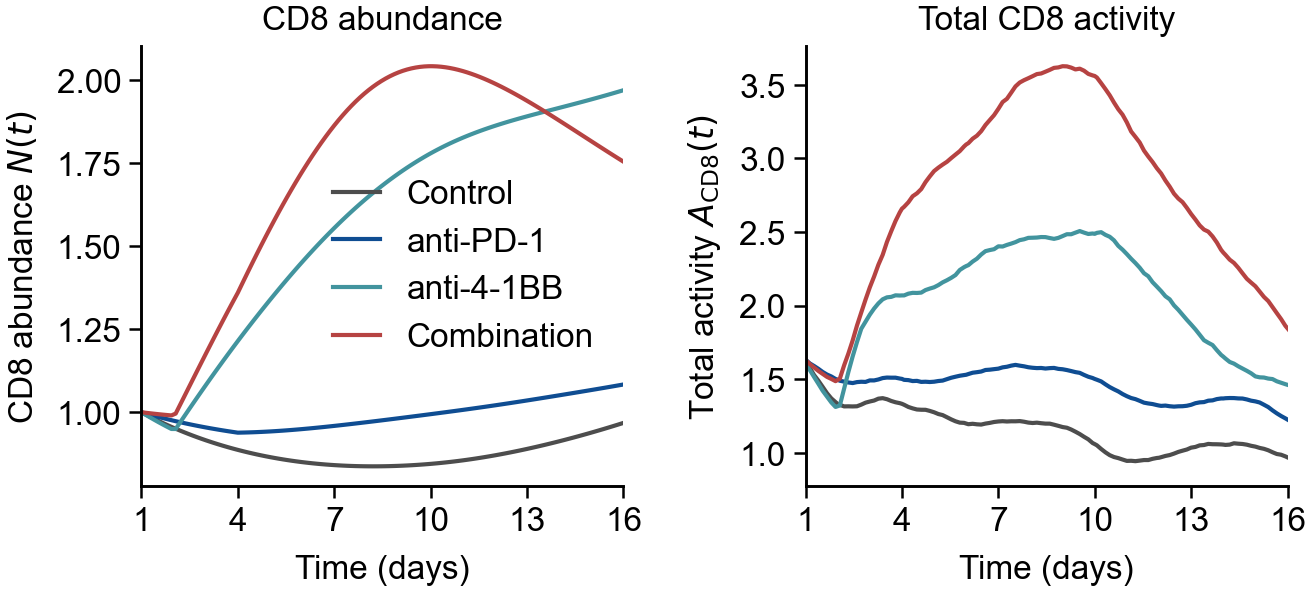 CD8 abundance
CD8 abundance N(t)
2.00
1.75
1.50
1.25
1.00
Control
anti-PD-1
anti-4-1BB
Combination
1 4 7 10 13 16
Time (days)
Total CD8 activity
Total activity A_CD8(t)
3.5
3.0
2.5
2.0
1.5
1.0
1 4 7 10 13 16
Time (days)